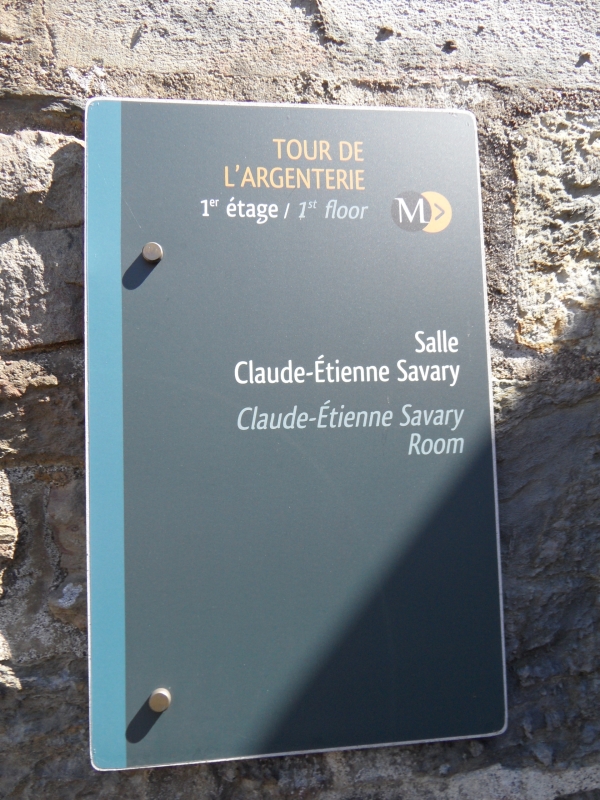 TOUR DE
L'ARGENTERIE
1er étage / 1st floor
M>
Salle
Claude-Étienne Savary
Claude-Étienne Savary
Room